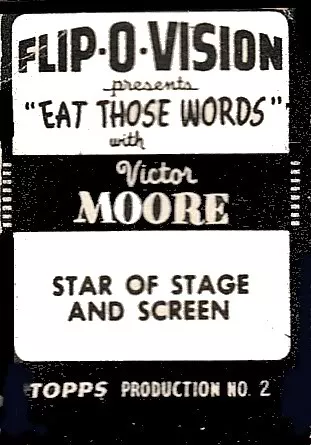 FLIP·O·VISION
presents
"EAT THOSE WORDS"
with
Victor
MOORE
STAR OF STAGE
AND SCREEN
TOPPS PRODUCTION NO. 2